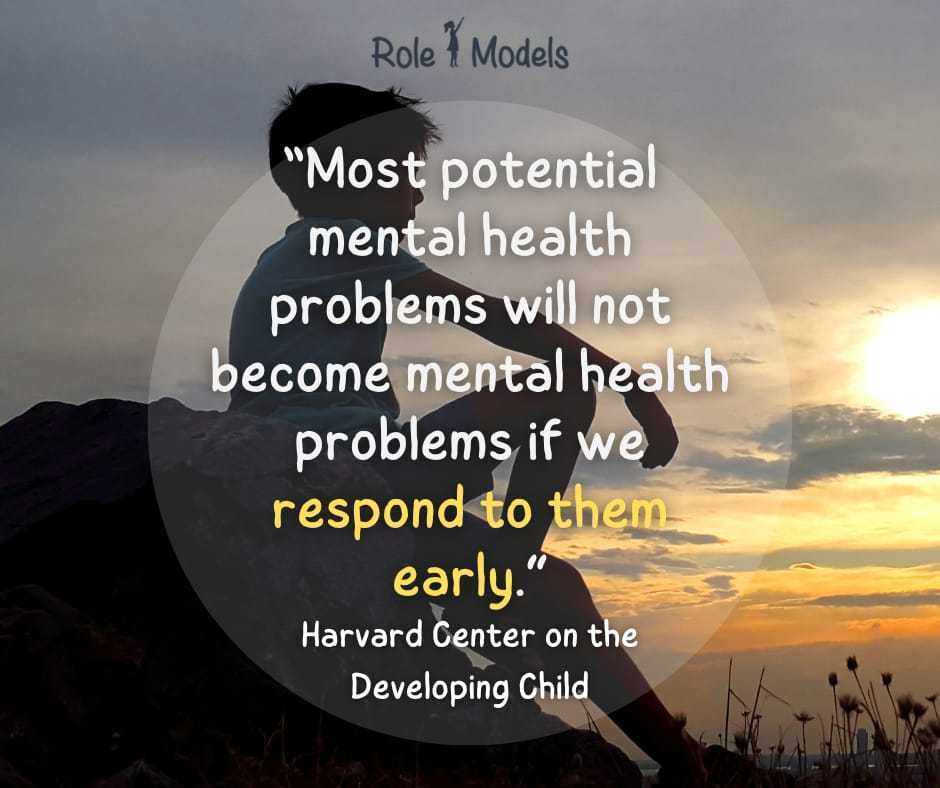 Role Models
“Most potential
mental health
problems will not
become mental health
problems if we
respond to them
early.“
Harvard Center on the
Developing Child